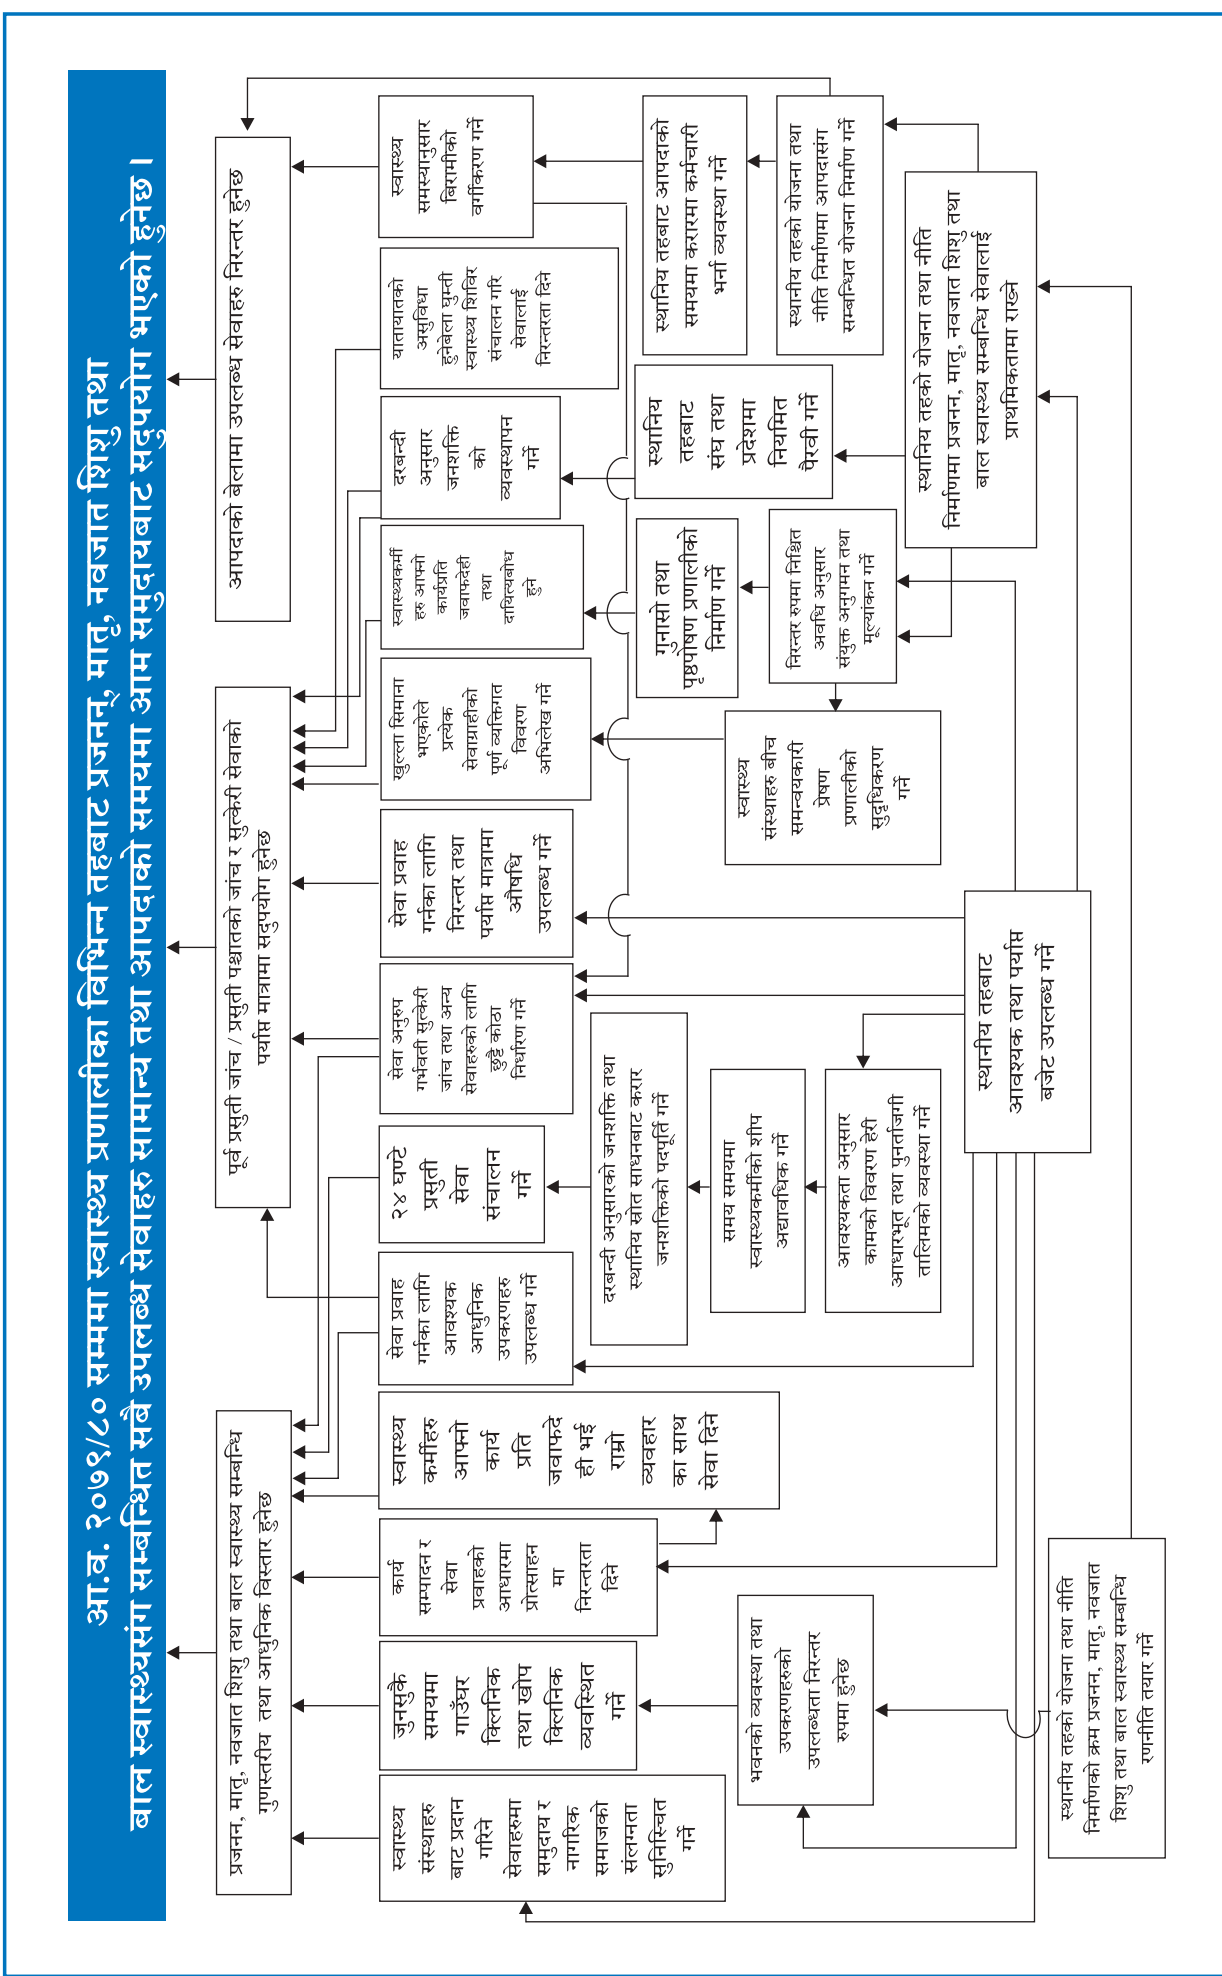 आ.व. २०७९/८० सम्ममा स्वास्थ्य प्रणालीका विभिन्न तहबाट प्रजनन, मातृ, नवजात शिशु तथा
बाल स्वास्थ्यसंग सम्बन्धित सबै उपलब्ध सेवाहरु सामान्य तथा आपदाको समयमा आम समुदायबाट सदुपयोग भएको हुनेछ ।
प्रजनन, मातृ, नवजात शिशु तथा बाल स्वास्थ्य सम्बन्धि
गुणस्तरीय तथा आधुनिक विस्तार हुनेछ
पूर्व प्रसुती जांच / प्रसुती पश्चातको जांच र सुत्केरी सेवाको
पर्याप्त मात्रामा सदुपयोग हुनेछ
आपदाको बेलामा उपलब्ध सेवाहरु निरन्तर हुनेछ
स्वास्थ्य
संस्थाहरु
बाट प्रदान
गरिने
सेवाहरुमा
समुदाय र
नागरिक
समाजको
संलग्नता
सुनिस्चित
गर्ने
जुनसुकै
समयमा
गाउँघर
क्लिनिक
तथा खोप
क्लिनिक
व्यवस्थित
गर्ने
कार्य
सम्पादन र
सेवा
प्रवाहको
आधारमा
प्रोत्साहन
मा
निरन्तरता
दिने
स्वास्थ्य
कर्मीहरु
आफ्नो
कार्य
प्रति
जवाफदे
ही भई
राम्रो
व्यवहार
का साथ
सेवा दिने
सेवा प्रवाह
गर्नका लागि
आवश्यक
आधुनिक
उपकरणहरु
उपलब्ध गर्ने
२४ घण्टे
प्रसुती
सेवा
संचालन
गर्ने
सेवा अनुरुप
गर्भवती सुत्केरी
जांच तथा अन्य
सेवाहरुको लागि
छुट्टै कोठा
निर्धारण गर्ने
सेवा प्रवाह
गर्नका लागि
निरन्तर तथा
पर्याप्त मात्रामा
औषधि
उपलब्ध गर्ने
खुल्ला सिमाना
भएकोले
प्रत्येक
सेवाग्राहीको
पूर्ण व्यक्तिगत
विवरण
अभिलेख गर्ने
स्वास्थ्यकर्मी
हरु आफ्नो
कार्यप्रति
जवाफदेही
तथा
दायित्यबोध
हुने
दरबन्दी
अनुसार
जनशक्ति
को
व्यवस्थापन
गर्ने
यातायातको
असुविधा
हुनेबेला घुम्ती
स्वास्थ्य शिविर
संचालन गरि
सेवालाई
निरन्तरता दिने
स्वास्थ्य
समस्यानुसार
बिरामीको
वर्गीकरण गर्ने
भवनको व्यवस्था तथा
उपकरणहरुको
उपलब्धता निरन्तर
रुपमा हुनेछ
दरबन्दी अनुसारको जनशक्ति तथा
स्थानिय स्रोत साधनबाट करार
जनशक्तिको पदपूर्ति गर्ने
समय समयमा
स्वास्थ्यकर्मीको शीप
अद्यावधिक गर्ने
आवश्यकता अनुसार
कामको विवरण हेरी
आधारभूत तथा पुनर्ताजगी
तालिमको व्यवस्था गर्ने
स्वास्थ्य
संस्थाहरु बीच
समन्वयकारी
प्रेषण
प्रणालीको
सुदृधिकरण
गर्ने
गुनासो तथा
पृष्ठपोषण प्रणालीको
निर्माण गर्ने
निरन्तर रुपमा निश्चित
अवधि अनुसार
संयुक्त अनुगमन तथा
मूल्यांकन गर्ने
स्थानिय
तहबाट
संघ तथा
प्रदेशमा
नियमित
पैरवी गर्ने
स्थानिय तहबाट आपदाको
समयमा करारमा कर्मचारी
भर्ना व्यवस्था गर्ने
स्थानीय तहको योजना तथा
नीति निर्माणमा आपदासंग
सम्बन्धित योजना निर्माण गर्ने
स्थानीय तहको योजना तथा नीति
निर्माणमा प्रजनन, मातृ, नवजात शिशु तथा
बाल स्वास्थ्य सम्बन्धि सेवालाई
प्राथमिकतामा राख्ने
स्थानीय तहबाट
आवश्यक तथा पर्याप्त
बजेट उपलब्ध गर्ने
स्थानीय तहको योजना तथा नीति
निर्माणको क्रम प्रजनन, मातृ, नवजात
शिशु तथा बाल स्वास्थ्य सम्बन्धि
रणनीति तयार गर्ने